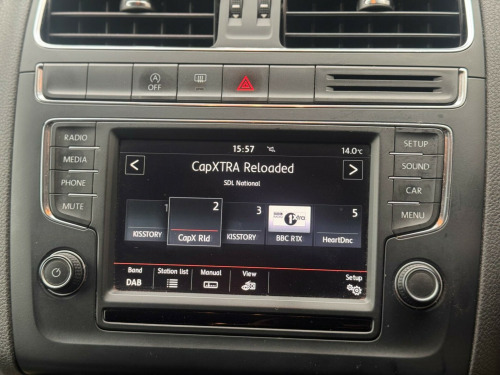 A
OFF
RADIO
MEDIA
PHONE
MUTE
SETUP
SOUND
CAR
MENU
15:57
14.0°C
<
CapXTRA Reloaded
>
SDL National
1
KISSTORY
2
CapX Rld
3
KISSTORY
BBC R1X
5
HeartDnc
Band
DAB
Station list
Manual
View
Setup